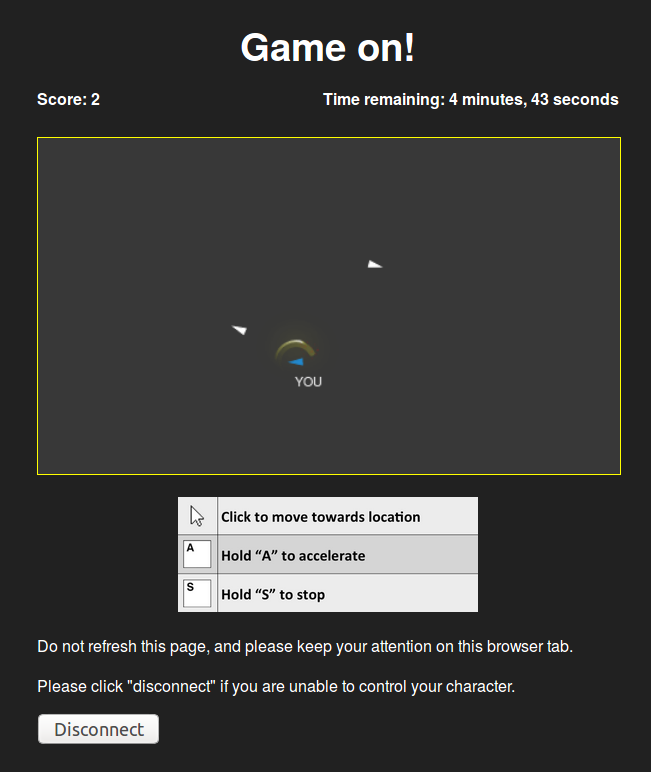 Game on!
Score: 2
Time remaining: 4 minutes, 43 seconds
YOU
Click to move towards location
A
Hold “A” to accelerate
S
Hold “S” to stop
Do not refresh this page, and please keep your attention on this browser tab.
Please click "disconnect" if you are unable to control your character.
Disconnect